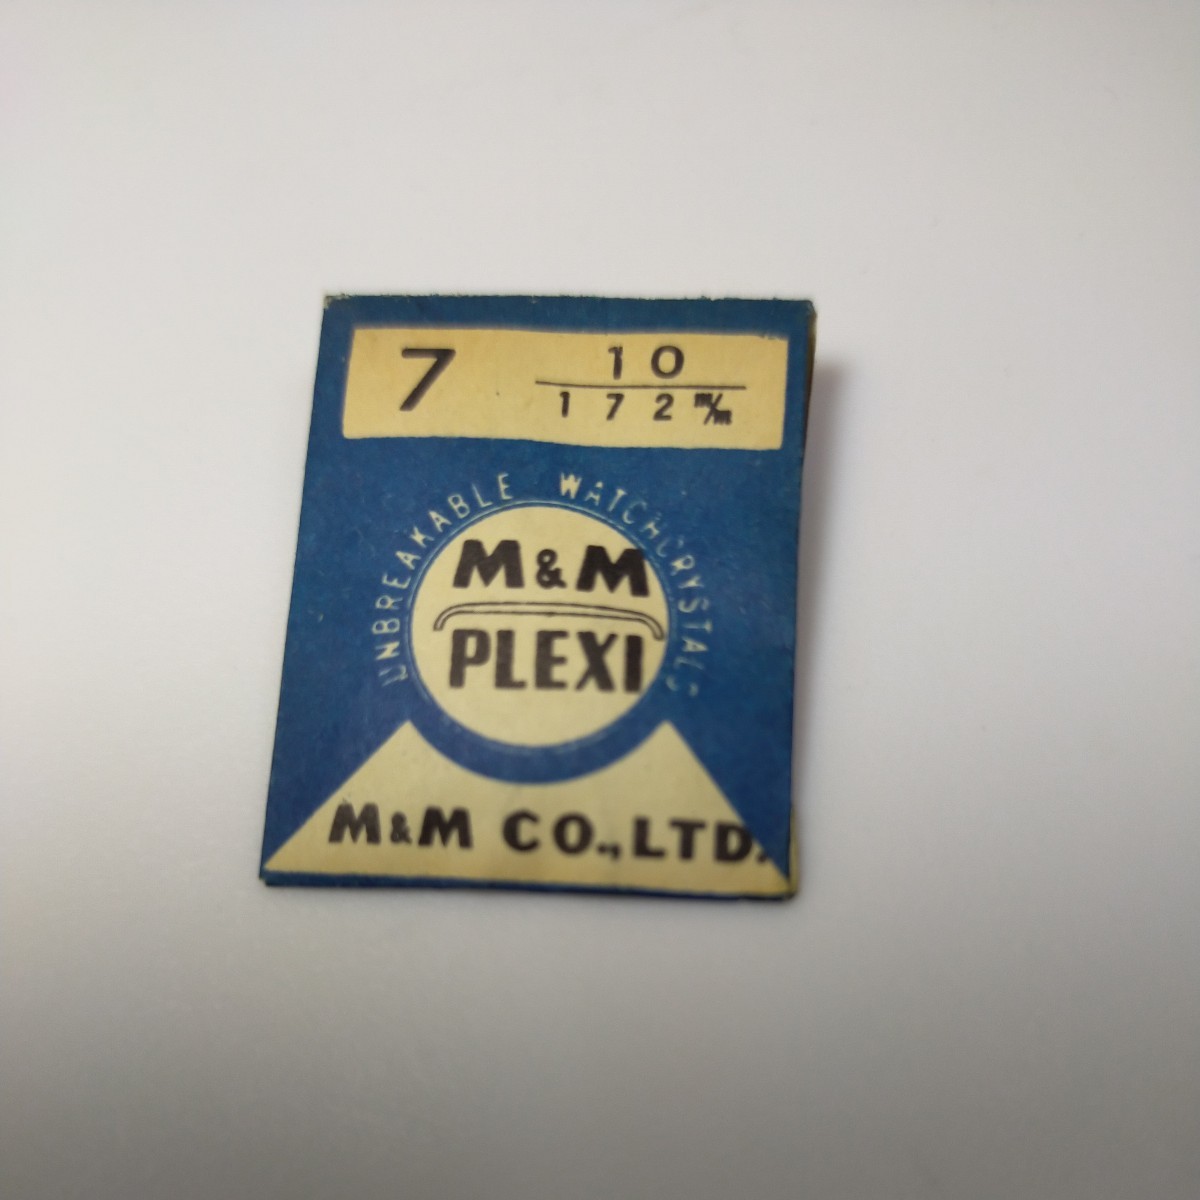 7 10
172 m/m
UNBREAKABLE WATCHCRYSTALS
M&M
PLEXI
M&M CO., LTD.